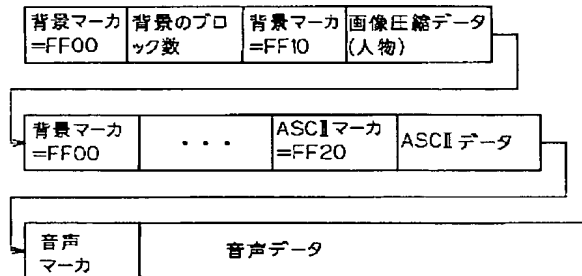 背景マーカ
=FF00
背景のブロ
ック数
背景マーカ
=FF10
画像圧縮データ
(人物)
背景マーカ
=FF00
・・・
ASCIIマーカ
=FF20
ASCIIデータ
音声
マーカ
音声データ